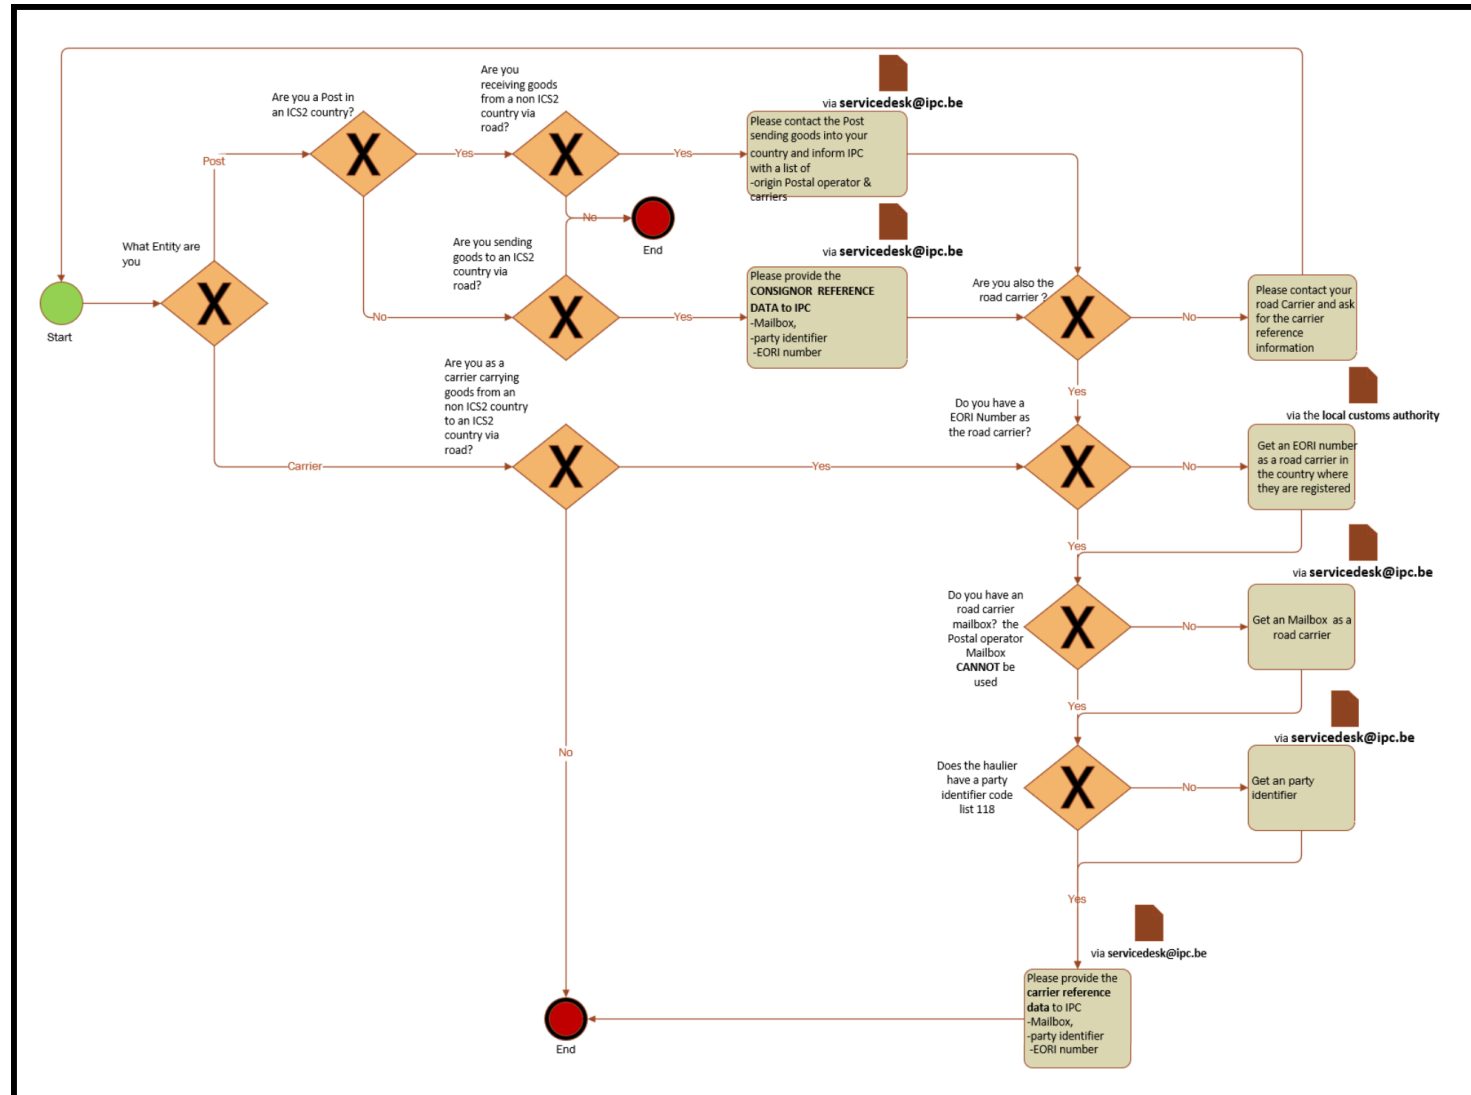 Are you
receiving goods
from a non ICS2
country via
road?
Are you a Post in
an ICS2 country?
via servicedesk@ipc.be
Please contact the Post
sending goods into your
country and inform IPC
with a list of
-origin Postal operator &
carriers
Post
Yes
Yes
No
End
What Entity are
you
Start
Are you sending
goods to an ICS2
country via
road?
via servicedesk@ipc.be
Please provide the
CONSIGNOR REFERENCE
DATA to IPC
-Mailbox,
-party identifier
-EORI number
No
Yes
Are you also the
road carrier ?
No
Please contact your
road Carrier and ask
for the carrier
reference
information
Yes
Are you as a
carrier carrying
goods from an
non ICS2 country
to an ICS2
country via
road?
Carrier
Yes
Do you have a
EORI Number as
the road carrier?
No
via the local customs authority
Get an EORI number
as a road carrier in
the country where
they are registered
Yes
Do you have an
road carrier
mailbox? the
Postal operator
Mailbox
CANNOT be
used
No
via servicedesk@ipc.be
Get an Mailbox as a
road carrier
Yes
No
Does the haulier
have a party
identifier code
list 118
No
via servicedesk@ipc.be
Get an party
identifier
Yes
via servicedesk@ipc.be
Please provide the
carrier reference
data to IPC
-Mailbox,
-party identifier
-EORI number
End